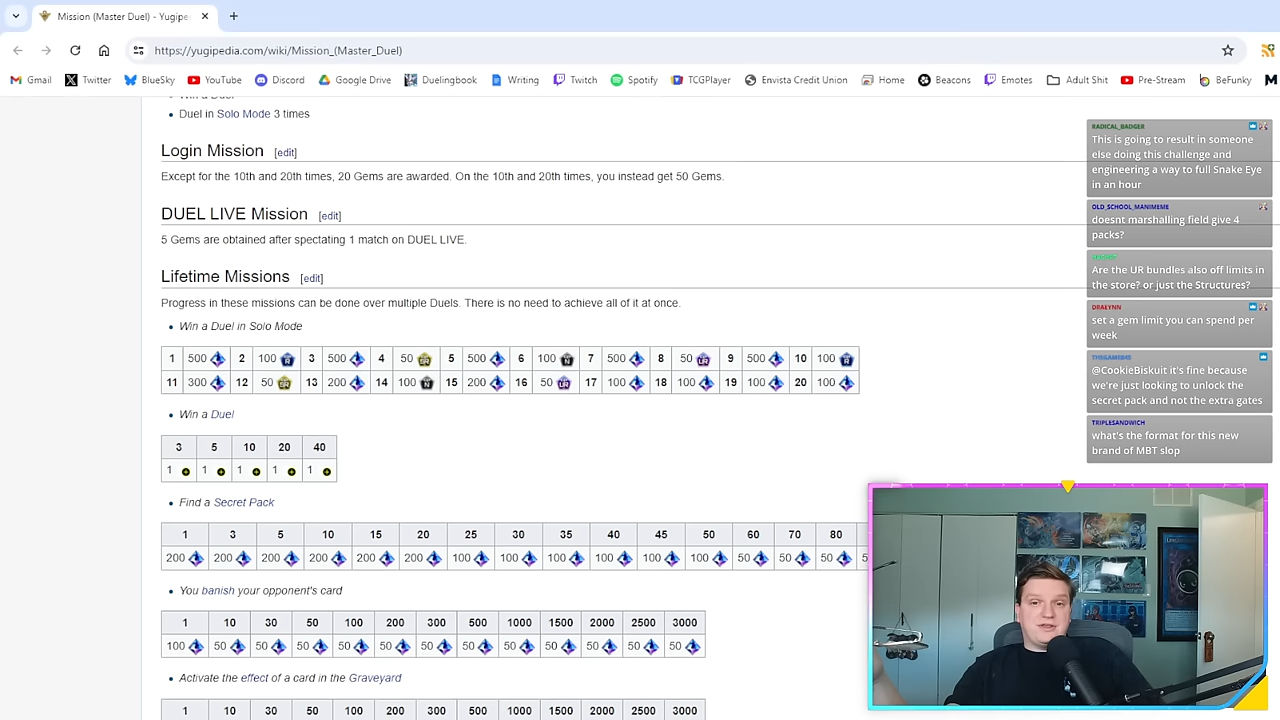 Mission (Master Duel) - Yugipe
https://yugipedia.com/wiki/Mission_(Master_Duel)
Gmail Twitter BlueSky YouTube Discord Google Drive Duelingbook Writing Twitch Spotify TCGPlayer Envista Credit Union Home Beacons Emotes Adult Shit Pre-Stream BeFunky
Win a Duel
Duel in Solo Mode 3 times
Login Mission [edit]
Except for the 10th and 20th times, 20 Gems are awarded. On the 10th and 20th times, you instead get 50 Gems.
DUEL LIVE Mission [edit]
5 Gems are obtained after spectating 1 match on DUEL LIVE.
Lifetime Missions [edit]
Progress in these missions can be done over multiple Duels. There is no need to achieve all of it at once.
Win a Duel in Solo Mode
1 500 2 100 R 3 500 4 50 SR 5 500 6 100 N 7 500 8 50 UR 9 500 10 100 R
11 300 12 50 SR 13 200 14 100 N 15 200 16 50 UR 17 100 18 100 19 100 20 100
Win a Duel
3 5 10 20 40
1 1 1 1 1
Find a Secret Pack
1 3 5 10 15 20 25 30 35 40 45 50 60 70 80
200 200 200 200 200 200 100 100 100 100 100 100 50 50 50 5
You banish your opponent's card
1 10 30 50 100 200 300 500 1000 1500 2000 2500 3000
100 50 50 50 50 50 50 50 50 50 50 50 50
Activate the effect of a card in the Graveyard
1 10 30 50 100 200 300 500 1000 1500 2000 2500 3000
RADICAL_BADGER
This is going to result in someone
else doing this challenge and
engineering a way to full Snake Eye
in an hour
OLD_SCHOOL_MANIMEME
doesnt marshalling field give 4
packs?
Are the UR bundles also off limits in
the store? or just the Structures?
DRAEYNN
set a gem limit you can spend per
week
@CookieBiskuit it's fine because
we're just looking to unlock the
secret pack and not the extra gates
TRIPLESANDWICH
what's the format for this new
brand of MBT slop